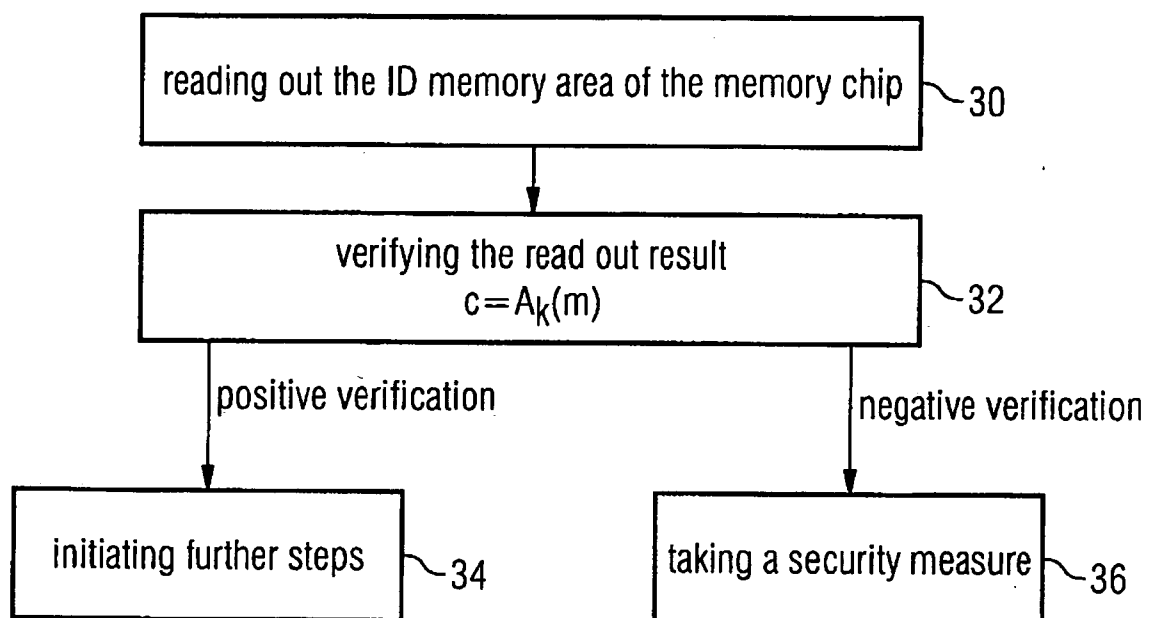 reading out the ID memory area of the memory chip
30
verifying the read out result
c=Ak(m)
32
positive verification
negative verification
initiating further steps
34
taking a security measure
36